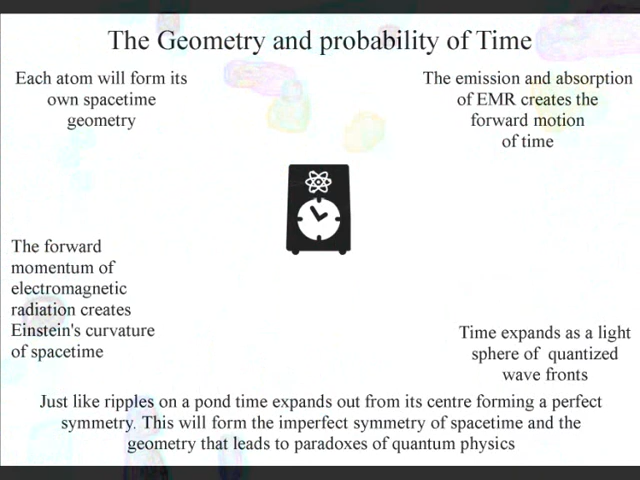 The Geometry and probability of Time
Each atom will form its
own spacetime
geometry
The emission and absorption
of EMR creates the
forward motion
of time
The forward
momentum of
electromagnetic
radiation creates
Einstein's curvature
of spacetime
Time expands as a light
sphere of quantized
wave fronts
Just like ripples on a pond time expands out from its centre forming a perfect
symmetry. This will form the imperfect symmetry of spacetime and the
geometry that leads to paradoxes of quantum physics